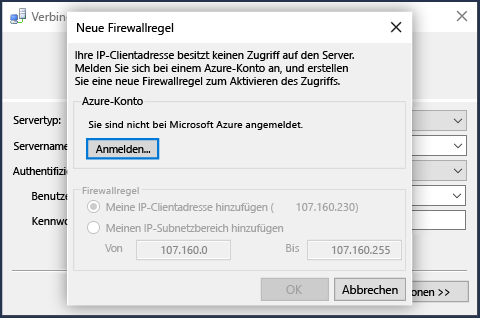 Verbin
Neue Firewallregel
Ihre IP-Clientadresse besitzt keinen Zugriff auf den Server.
Melden Sie sich bei einem Azure-Konto an, und erstellen
Sie eine neue Firewallregel zum Aktivieren des Zugriffs.
Azure-Konto
Sie sind nicht bei Microsoft Azure angemeldet.
Anmelden...
Servertyp:
Servername
Authentifizie
Benutze
Kennwo
Firewallregel
Meine IP-Clientadresse hinzufügen ( 107.160.230)
Meinen IP-Subnetzbereich hinzufügen
Von 107.160.0 Bis 107.160.255
OK Abbrechen
onen >>